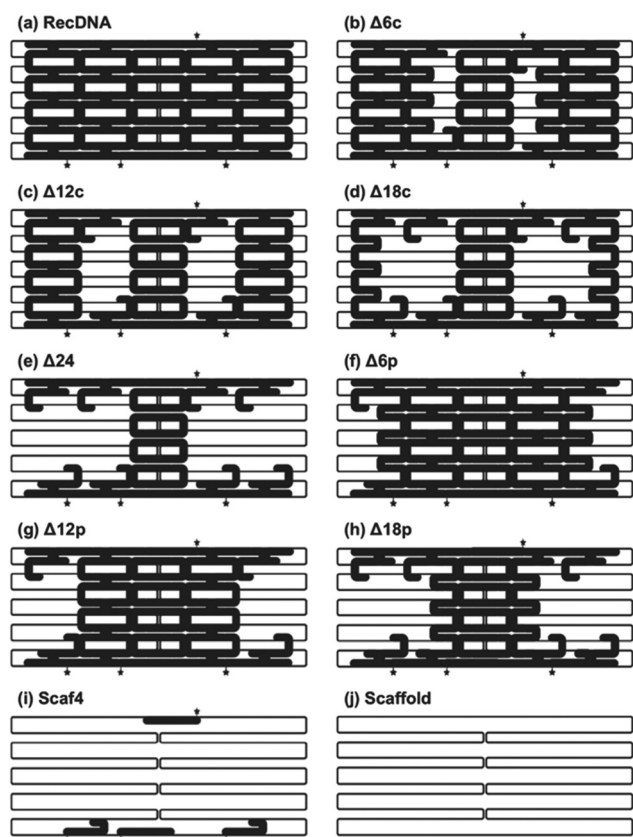 (a) RecDNA
(b) Δ6c
(c) Δ12c
(d) Δ18c
(e) Δ24
(f) Δ6p
(g) Δ12p
(h) Δ18p
(i) Scaf4
(j) Scaffold